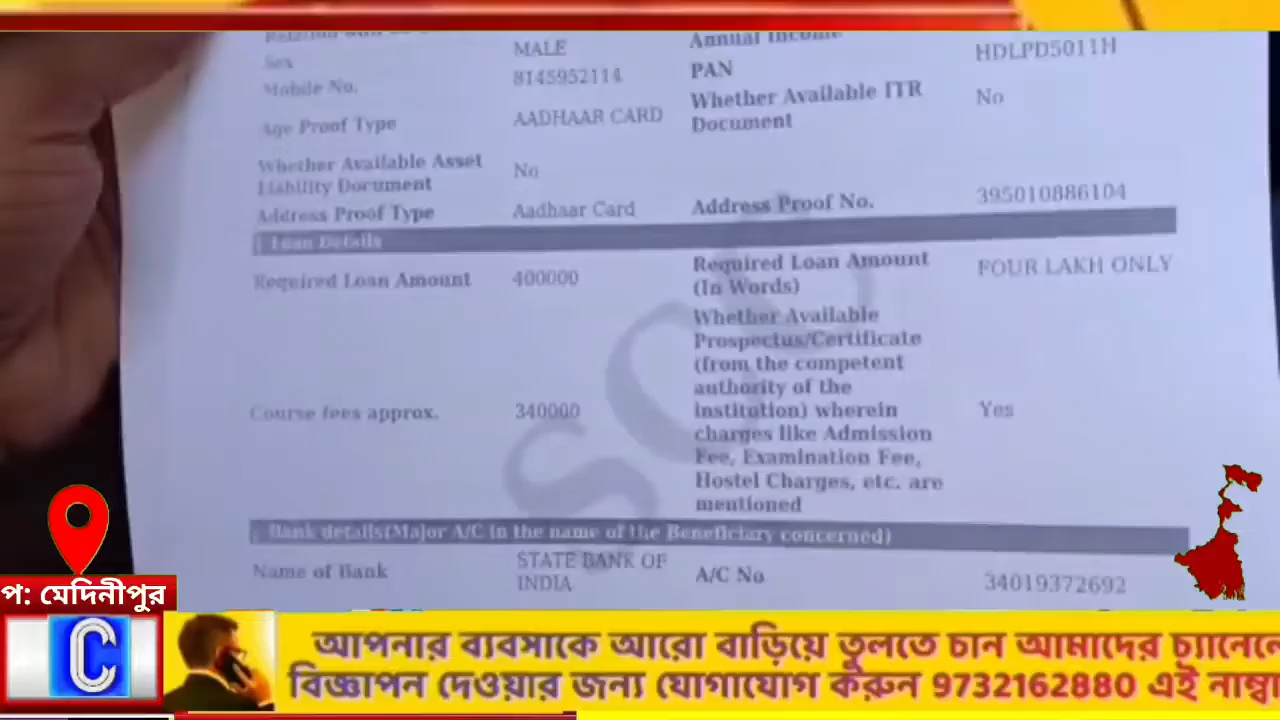 Sex MALE Annual Income
Mobile No. 8145952114 PAN HDLPD5011H
Age Proof Type AADHAAR CARD Whether Available ITR Document No
Whether Available Asset
Liability Document No
Address Proof Type Aadhaar Card Address Proof No. 395010886104
Loan Details
Required Loan Amount 400000 Required Loan Amount FOUR LAKH ONLY
(In Words)
Whether Available
Prospectus/Certificate
(from the competent
authority of the
Course fees approx. 340000 institution) wherein Yes
charges like Admission
Fee, Examination Fee,
Hostel Charges, etc. are
mentioned
Bank details(Major A/C in the name of the Beneficiary concerned)
Name of Bank STATE BANK OF INDIA A/C No 34019372692
প: মেদিনীপুর
C
আপনার ব্যবসাকে আরো বাড়িয়ে তুলতে চান আমাদের চ্যানেলে
বিজ্ঞাপন দেওয়ার জন্য যোগাযোগ করুন 9732162880 এই নাম্বা